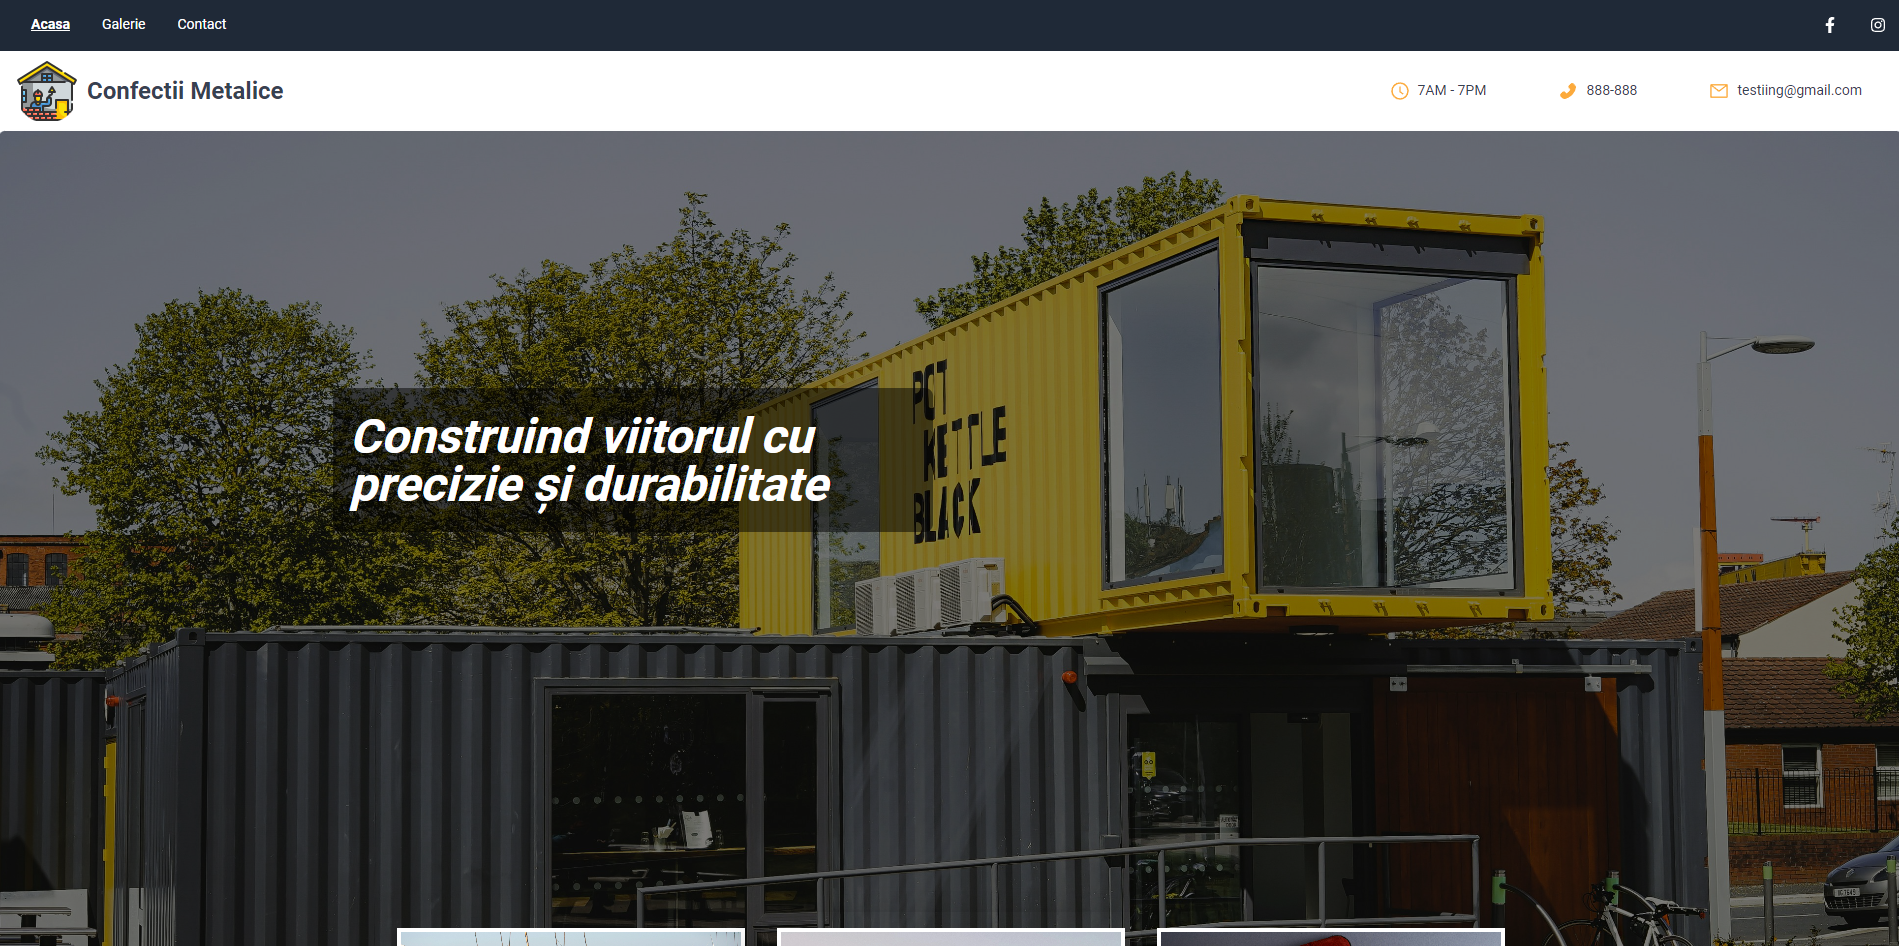 Acasa
Galerie
Contact
Confectii Metalice
7AM - 7PM
888-888
testiing@gmail.com
POT
KETTLE
BLACK
Construind viitorul cu
precizie și durabilitate